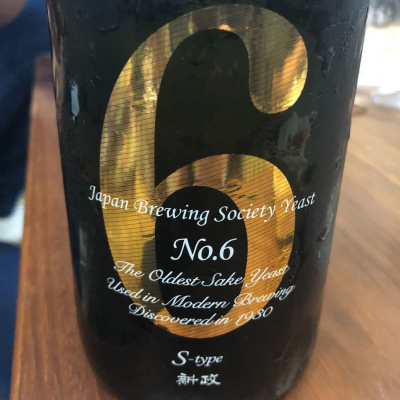 6
Japan Brewing Society Yeast
No.6
The Oldest Sake Yeast
Used in Modern Brewing
Discovered in 1930
S-type
新政